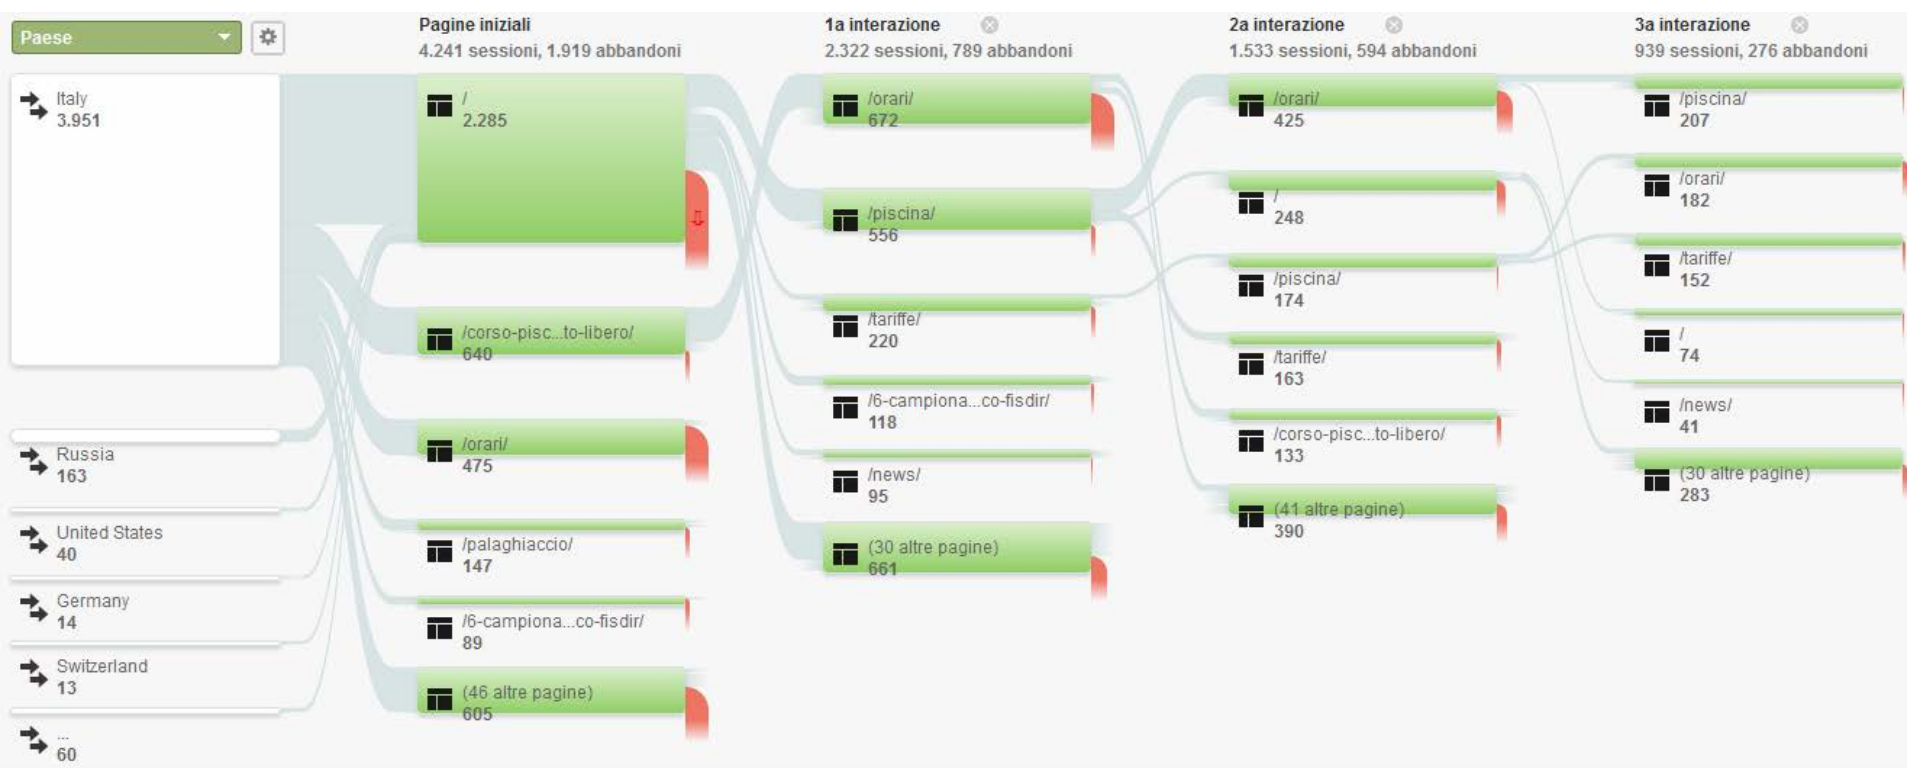 Paese
Italy
3.951
Russia
163
United States
40
Germany
14
Switzerland
13
...
60
Pagine iniziali
4.241 sessioni, 1.919 abbandoni
/
2.285
/corso-pisc...to-libero/
640
/orari/
475
/palaghiaccio/
147
/6-campiona...co-fisdir/
89
(46 altre pagine)
605
1a interazione
2.322 sessioni, 789 abbandoni
/orari/
672
/piscina/
556
/tariffe/
220
/6-campiona...co-fisdir/
118
/news/
95
(30 altre pagine)
661
2a interazione
1.533 sessioni, 594 abbandoni
/orari/
425
/
248
/piscina/
174
/tariffe/
163
/corso-pisc...to-libero/
133
(41 altre pagine)
390
3a interazione
939 sessioni, 276 abbandoni
/piscina/
207
/orari/
182
/tariffe/
152
/
74
/news/
41
(30 altre pagine)
283